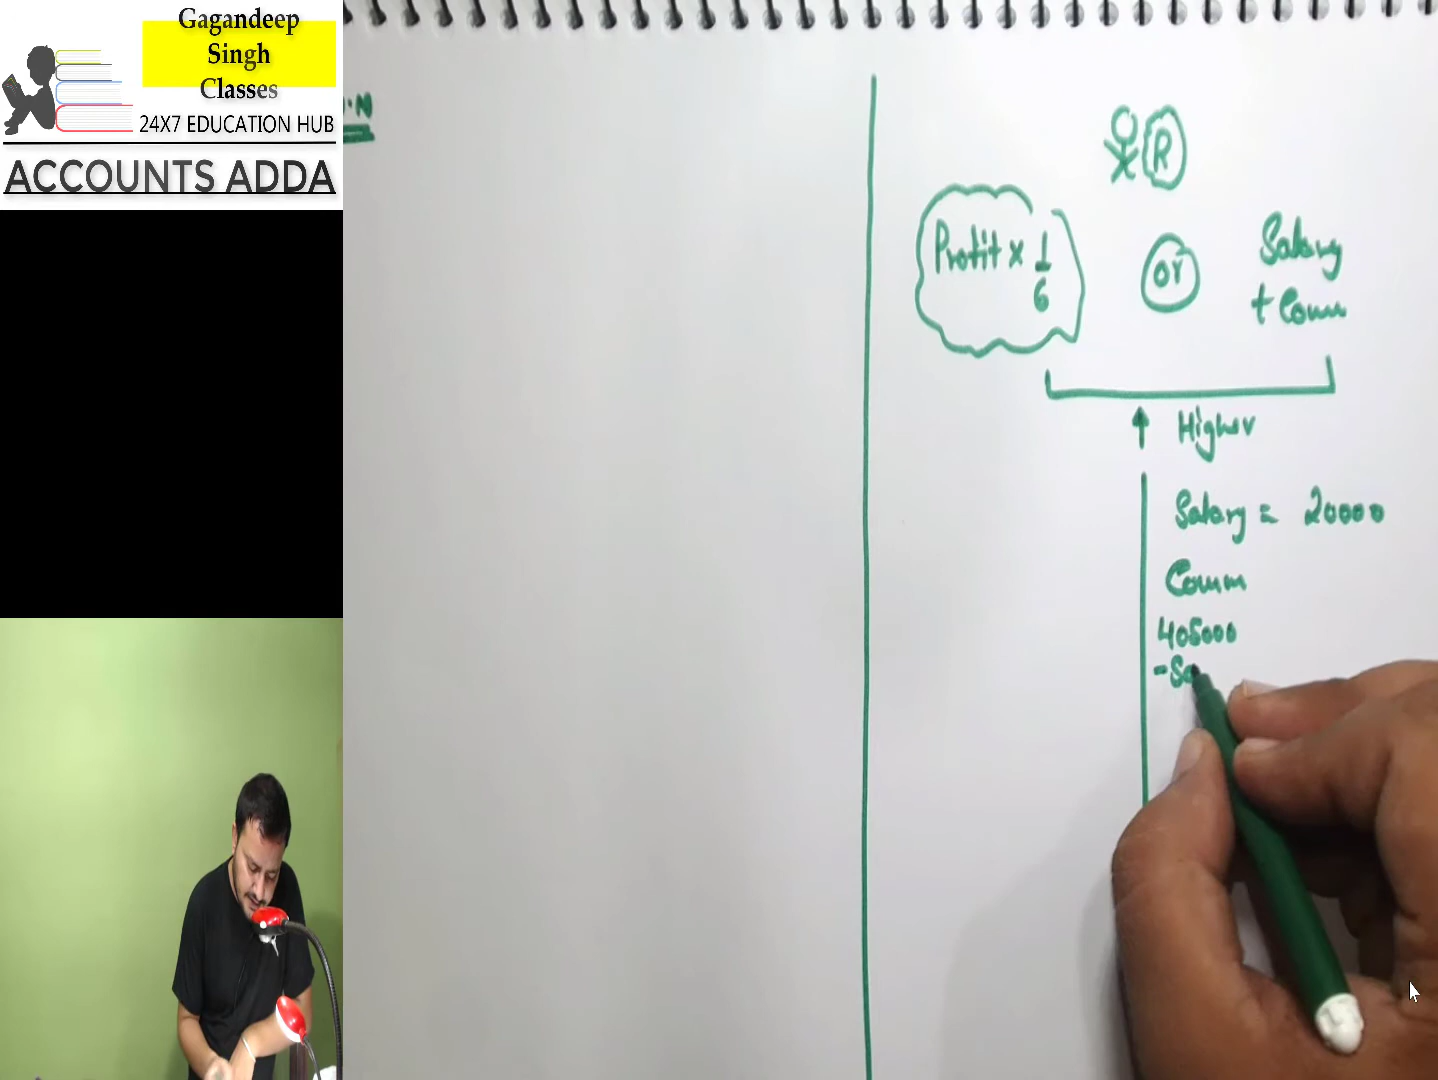 Gagandeep
Singh
Classes
24X7 EDUCATION HUB
ACCOUNTS ADDA
R
Profit x 1/6
or
Salary
+ Comm
Higher
Salary = 20000
Comm
405000
- Sa